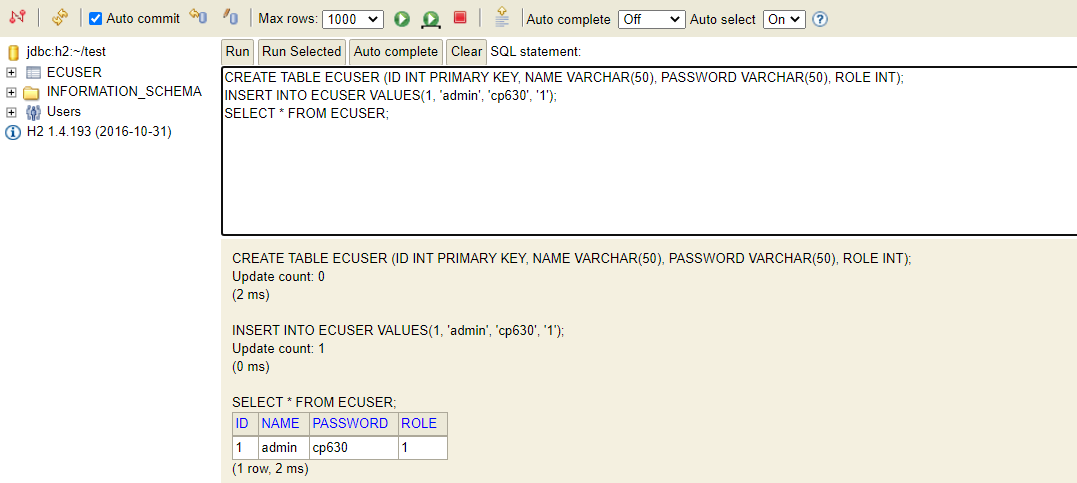 Auto commit Max rows: 1000 Auto complete Off Auto select On
jdbc:h2:~/test
ECUSER
INFORMATION_SCHEMA
Users
H2 1.4.193 (2016-10-31)
Run Run Selected Auto complete Clear SQL statement:
CREATE TABLE ECUSER (ID INT PRIMARY KEY, NAME VARCHAR(50), PASSWORD VARCHAR(50), ROLE INT);
INSERT INTO ECUSER VALUES(1, 'admin', 'cp630', '1');
SELECT * FROM ECUSER;
CREATE TABLE ECUSER (ID INT PRIMARY KEY, NAME VARCHAR(50), PASSWORD VARCHAR(50), ROLE INT);
Update count: 0
(2 ms)
INSERT INTO ECUSER VALUES(1, 'admin', 'cp630', '1');
Update count: 1
(0 ms)
SELECT * FROM ECUSER;
ID NAME PASSWORD ROLE
1 admin cp630 1
(1 row, 2 ms)